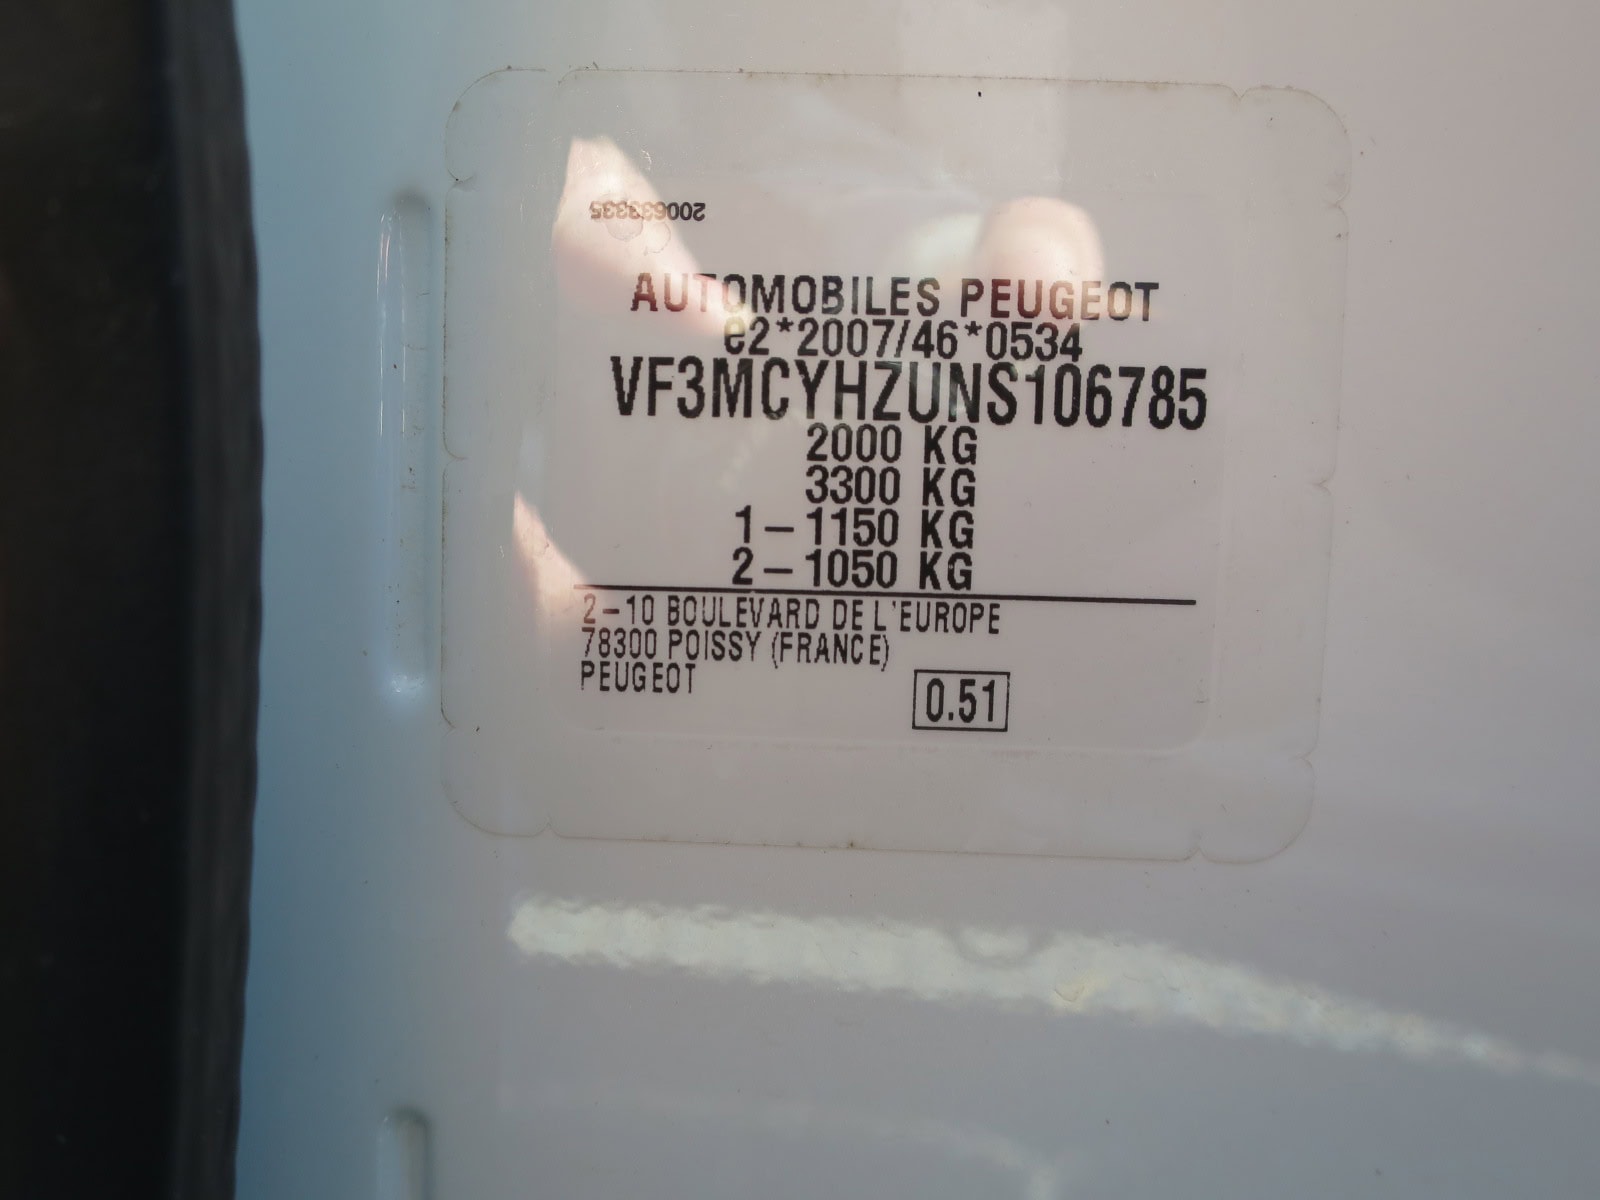 200633335
AUTOMOBILES PEUGEOT
e2*2007/46*0534
VF3MCYHZUNS106785
2000 KG
3300 KG
1-1150 KG
2-1050 KG
2-10 BOULEVARD DE L'EUROPE
78300 POISSY (FRANCE)
PEUGEOT
0.51